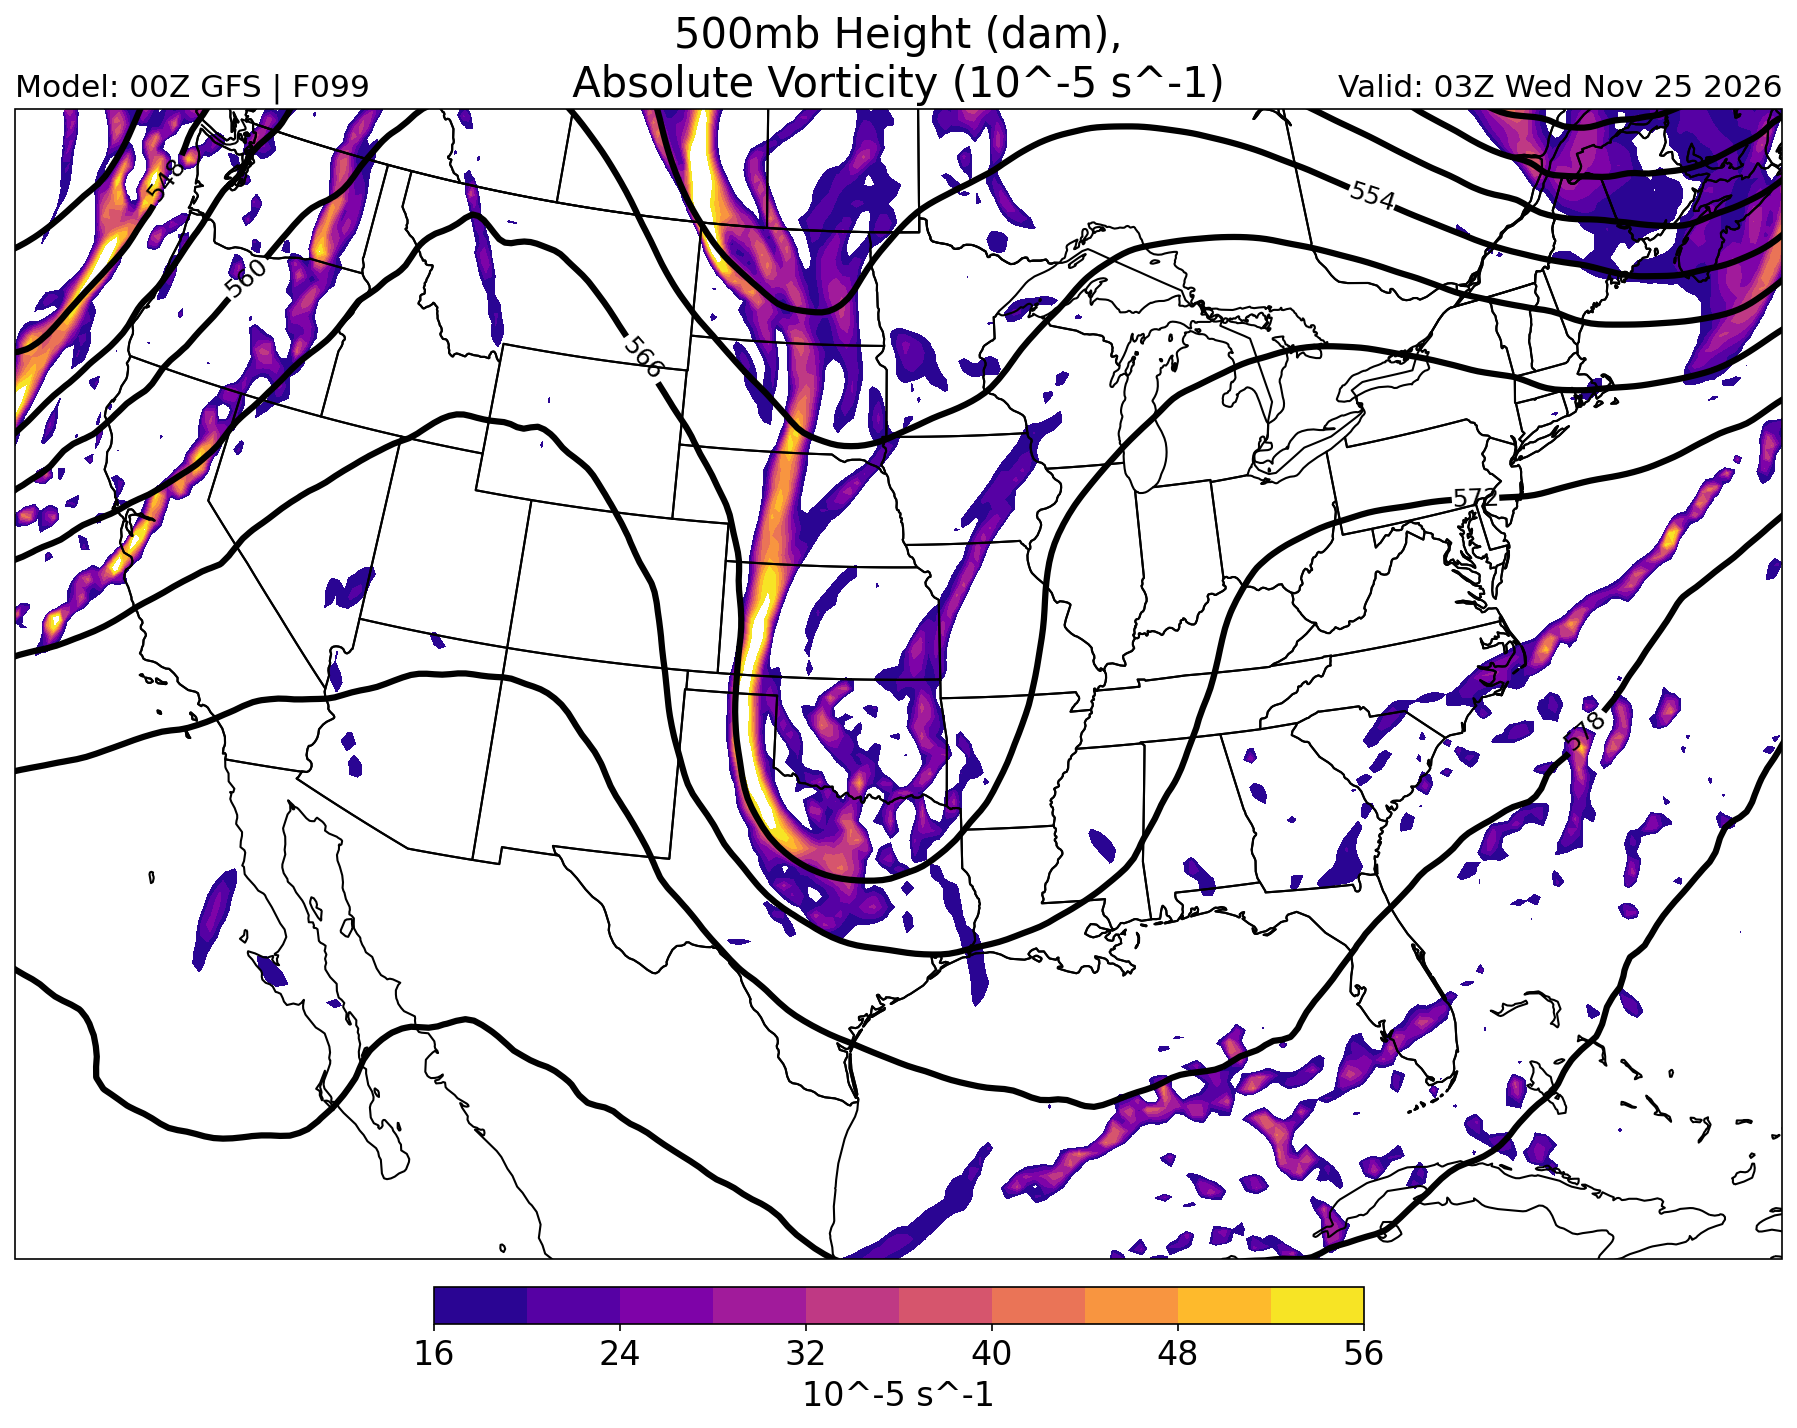 500mb Height (dam),
Absolute Vorticity (10^-5 s^-1)
Model: 00Z GFS | F099
Valid: 03Z Wed Nov 25 2026
548
554
560
566
572
578
16 24 32 40 48 56
10^-5 s^-1